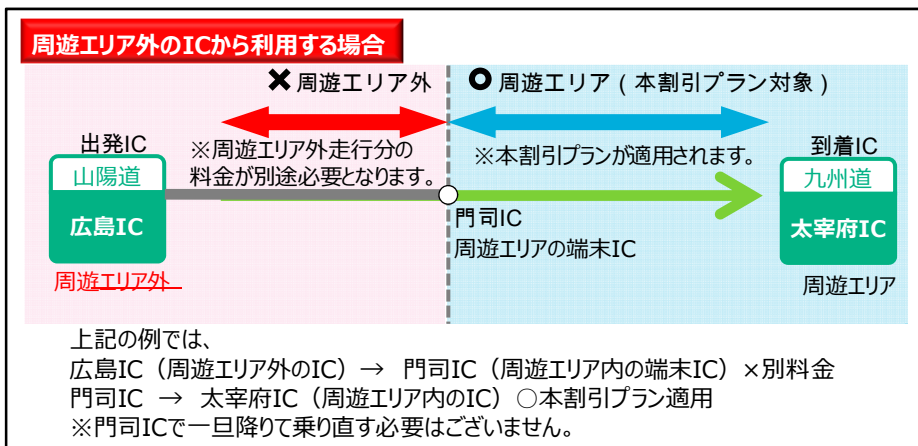 周遊エリア外のICから利用する場合
✖周遊エリア外
○周遊エリア(本割引プラン対象)
出発IC
山陽道
広島IC
周遊エリア外
※周遊エリア外走行分の
料金が別途必要となります。
※本割引プランが適用されます。
門司IC
周遊エリアの端末IC
到着IC
九州道
太宰府IC
周遊エリア
上記の例では、
広島IC(周遊エリア外のIC)→ 門司IC(周遊エリア内の端末IC)×別料金
門司IC → 太宰府IC(周遊エリア内のIC)○本割引プラン適用
※門司ICで一旦降りて乗り直す必要はございません。